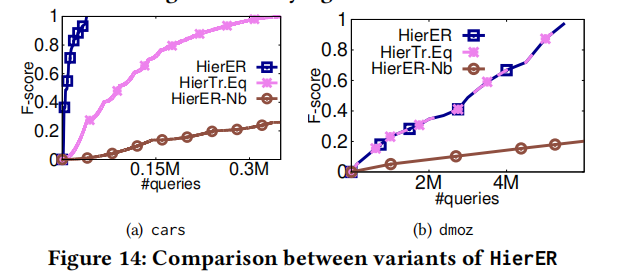 1
0.8
0.6
0.4
0.2
0
F-score
HierER
HierTr.Eq
HierER-Nb
0.15M 0.3M
#queries
(a) cars
1
0.8
0.6
0.4
0.2
0
F-score
HierER
HierTr.Eq
HierER-Nb
2M 4M
#queries
(b) dmoz
Figure 14: Comparison between variants of HierER